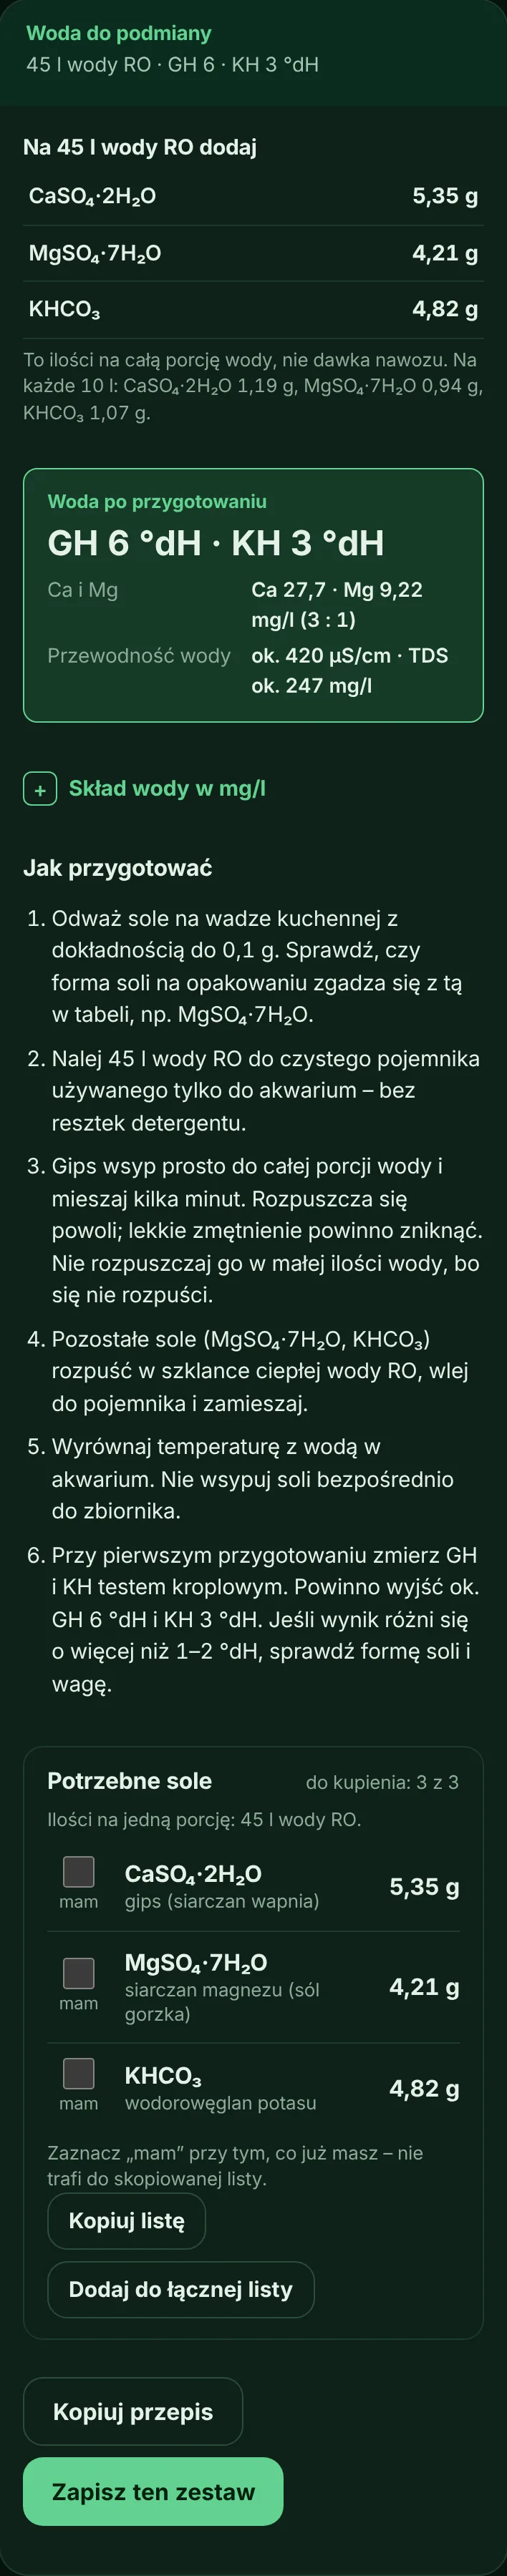 Woda do podmiany
45 l wody RO · GH 6 · KH 3 °dH
Na 45 l wody RO dodaj
CaSO₄·2H₂O 5,35 g
MgSO₄·7H₂O 4,21 g
KHCO₃ 4,82 g
To ilości na całą porcję wody, nie dawka nawozu. Na
każde 10 l: CaSO₄·2H₂O 1,19 g, MgSO₄·7H₂O 0,94 g,
KHCO₃ 1,07 g.
Woda po przygotowaniu
GH 6 °dH · KH 3 °dH
Ca i Mg Ca 27,7 · Mg 9,22
mg/l (3 : 1)
Przewodność wody ok. 420 µS/cm · TDS
ok. 247 mg/l
+ Skład wody w mg/l
Jak przygotować
1. Odważ sole na wadze kuchennej z
dokładnością do 0,1 g. Sprawdź, czy
forma soli na opakowaniu zgadza się z tą
w tabeli, np. MgSO₄·7H₂O.
2. Nalej 45 l wody RO do czystego pojemnika
używanego tylko do akwarium – bez
resztek detergentu.
3. Gips wsyp prosto do całej porcji wody i
mieszaj kilka minut. Rozpuszcza się
powoli; lekkie zmętnienie powinno zniknąć.
Nie rozpuszczaj go w małej ilości wody, bo
się nie rozpuści.
4. Pozostałe sole (MgSO₄·7H₂O, KHCO₃)
rozpuść w szklance ciepłej wody RO, wlej
do pojemnika i zamieszaj.
5. Wyrównaj temperaturę z wodą w
akwarium. Nie wsypuj soli bezpośrednio
do zbiornika.
6. Przy pierwszym przygotowaniu zmierz GH
i KH testem kroplowym. Powinno wyjść ok.
GH 6 °dH i KH 3 °dH. Jeśli wynik różni się
o więcej niż 1–2 °dH, sprawdź formę soli i
wagę.
Potrzebne sole do kupienia: 3 z 3
Ilości na jedną porcję: 45 l wody RO.
mam CaSO₄·2H₂O 5,35 g
gips (siarczan wapnia)
mam MgSO₄·7H₂O 4,21 g
siarczan magnezu (sól
gorzka)
mam KHCO₃ 4,82 g
wodorowęglan potasu
Zaznacz „mam” przy tym, co już masz – nie
trafi do skopiowanej listy.
Kopiuj listę
Dodaj do łącznej listy
Kopiuj przepis
Zapisz ten zestaw